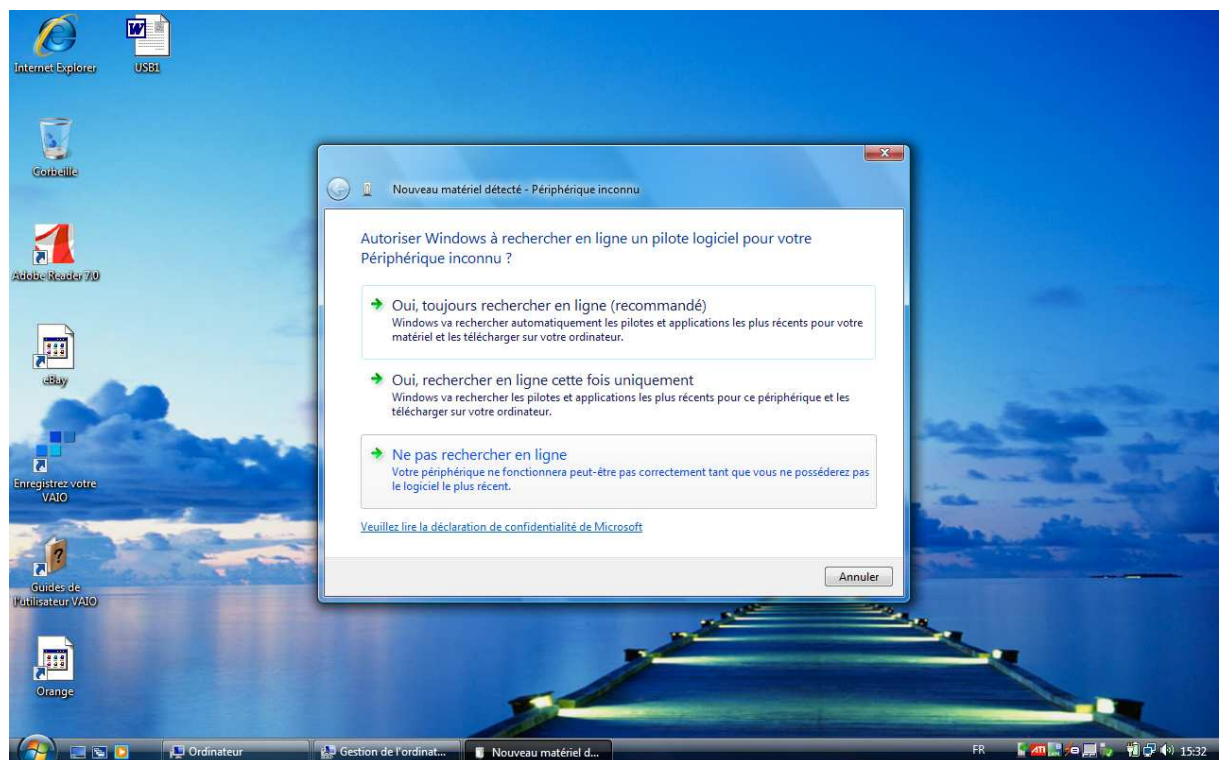 Internet Explorer
USB1
Corbeille
Adobe Reader 7.0
eBay
Enregistrez votre
VAIO
Guides de
l'utilisateur VAIO
Orange
Nouveau matériel détecté - Périphérique inconnu
Autoriser Windows à rechercher en ligne un pilote logiciel pour votre
Périphérique inconnu ?
Oui, toujours rechercher en ligne (recommandé)
Windows va rechercher automatiquement les pilotes et applications les plus récents pour votre
matériel et les télécharger sur votre ordinateur.
Oui, rechercher en ligne cette fois uniquement
Windows va rechercher les pilotes et applications les plus récents pour ce périphérique et les
télécharger sur votre ordinateur.
Ne pas rechercher en ligne
Votre périphérique ne fonctionnera peut-être pas correctement tant que vous ne posséderez pas
le logiciel le plus récent.
Veuillez lire la déclaration de confidentialité de Microsoft
Annuler
Ordinateur
Gestion de l'ordinat...
Nouveau matériel d...
FR
ATI
15:32